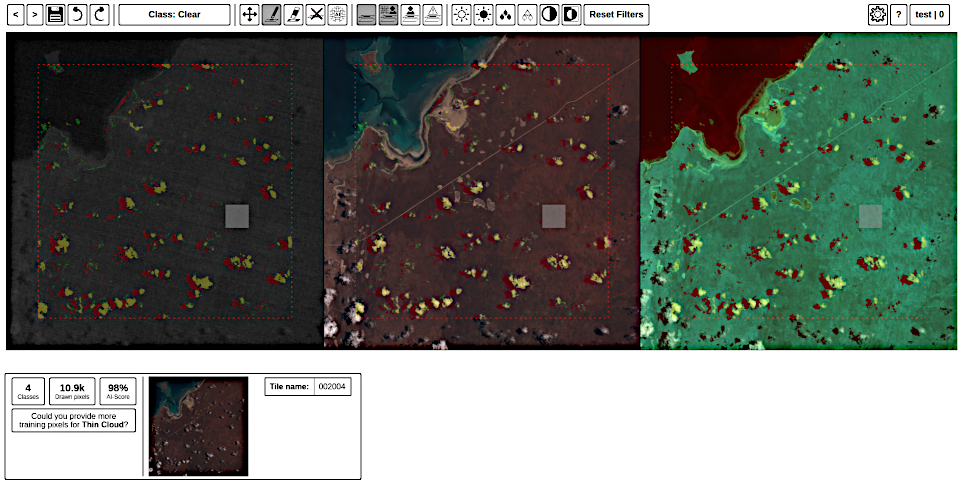 < > Class: Clear AI Reset Filters ? test | 0
4 10.9k 98% Tile name: 002004
Classes Drawn pixels AI-Score
Could you provide more
training pixels for Thin Cloud?